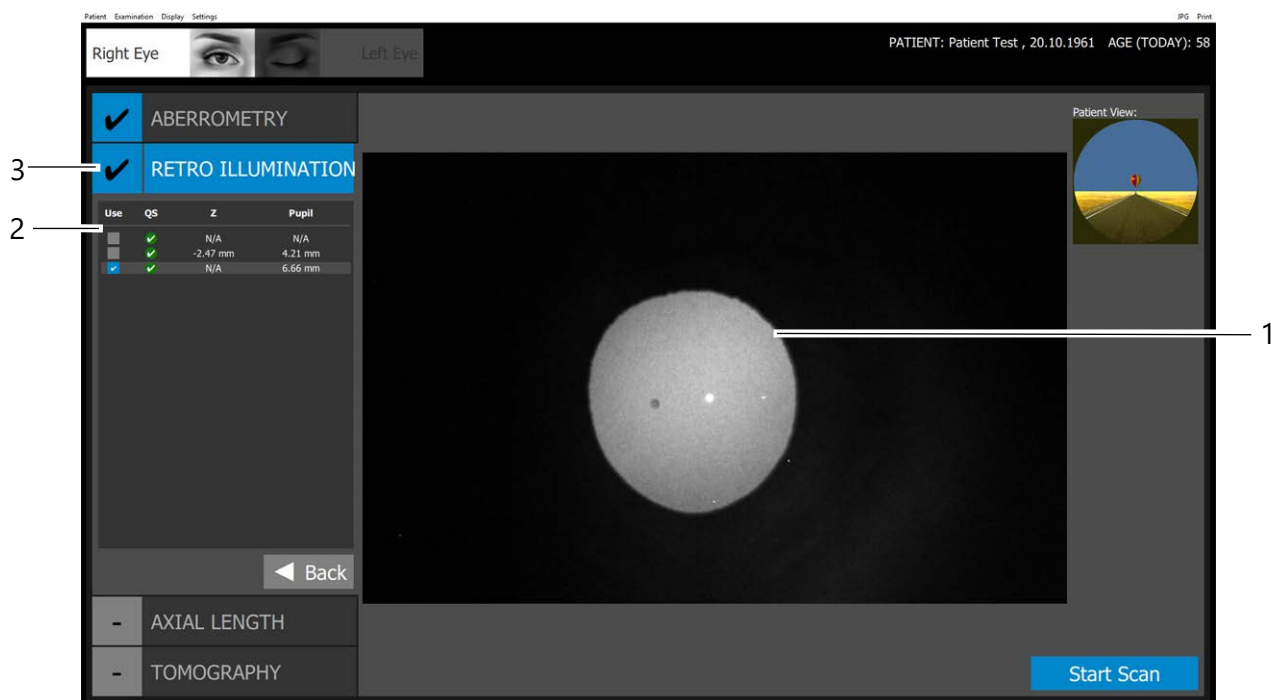 Patient Examination Display Settings JPG Print
Right Eye Left Eye PATIENT: Patient Test , 20.10.1961 AGE (TODAY): 58
✔ ABERROMETRY
Patient View:
3 ✔ RETRO ILLUMINATION
2 Use QS Z Pupil
N/A N/A
-2.47 mm 4.21 mm
N/A 6.66 mm
1
◀ Back
- AXIAL LENGTH
- TOMOGRAPHY
Start Scan